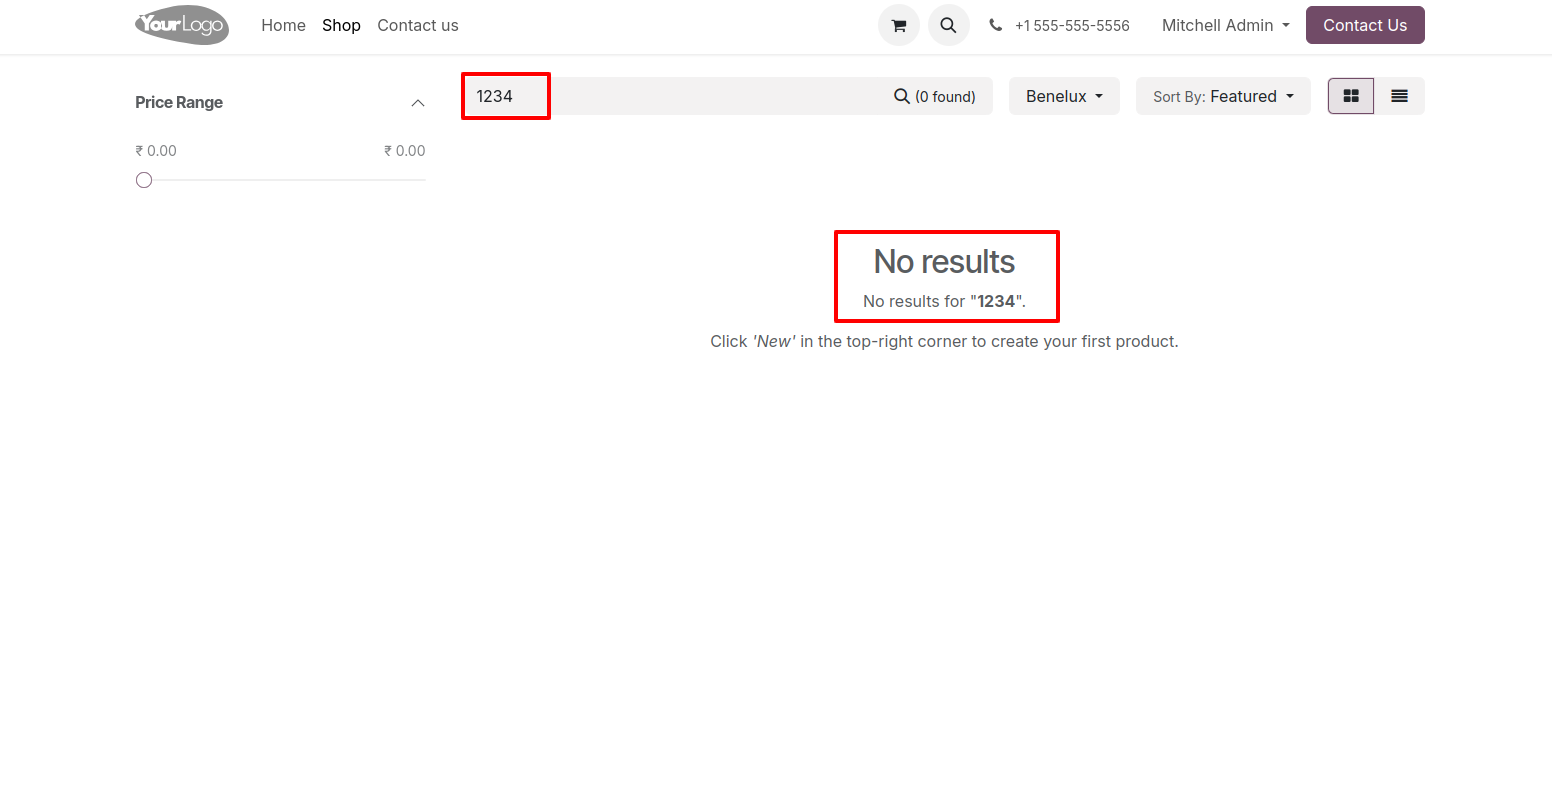 YourLogo
Home Shop Contact us
+1 555-555-5556
Mitchell Admin
Contact Us
Price Range
₹ 0.00 ₹ 0.00
1234
(0 found)
Benelux
Sort By: Featured
No results
No results for "1234".
Click 'New' in the top-right corner to create your first product.